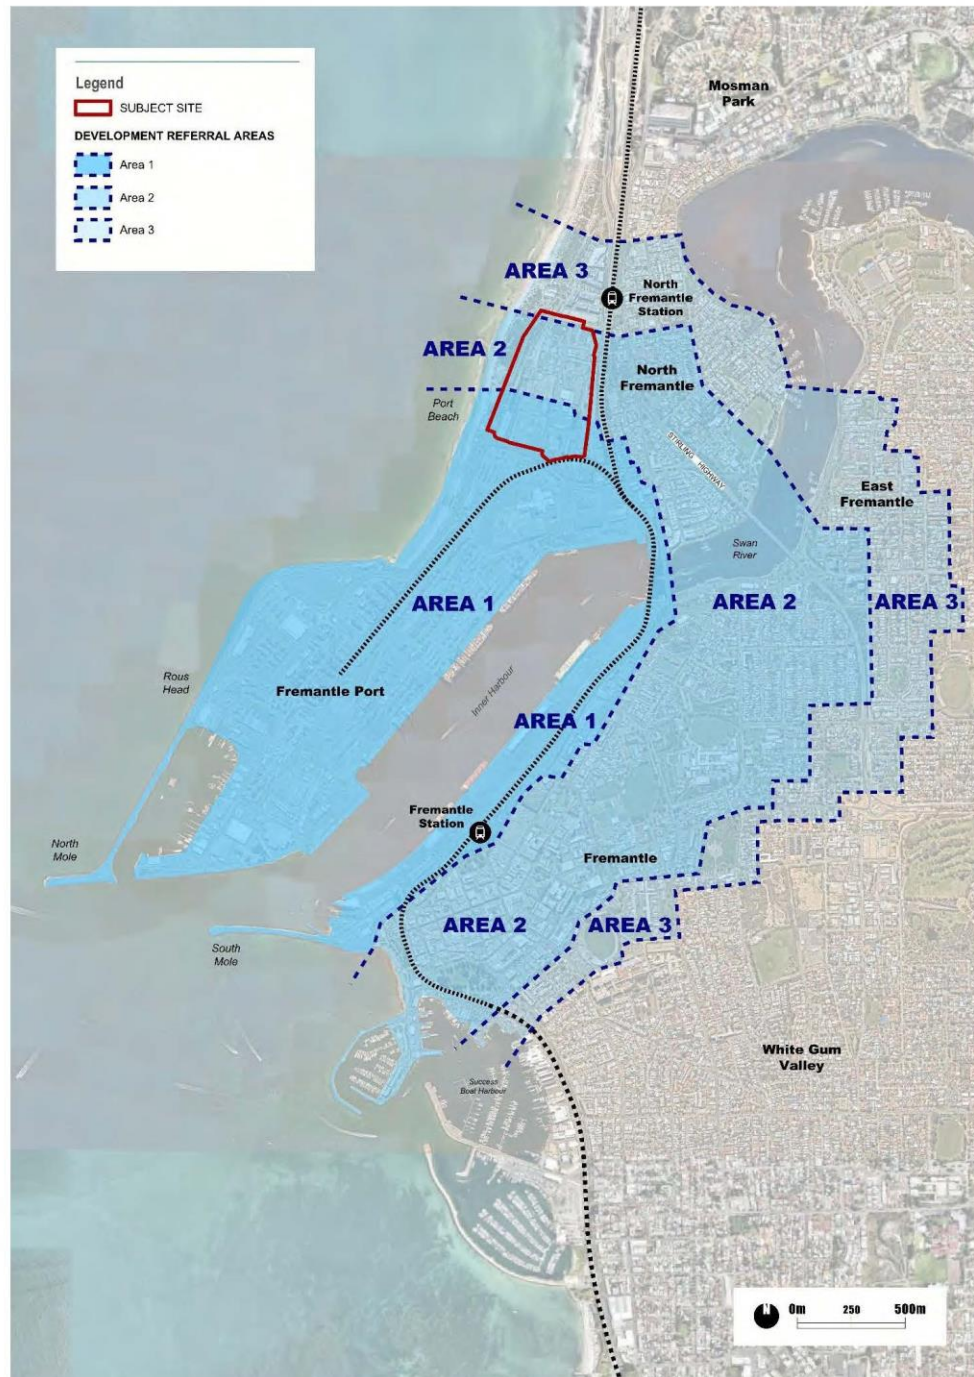 Legend
SUBJECT SITE
DEVELOPMENT REFERRAL AREAS
Area 1
Area 2
Area 3
Mosman
Park
AREA 3
North
Fremantle
Station
AREA 2
North
Fremantle
Port
Beach
STIRLING HIGHWAY
East
Fremantle
Swan
River
AREA 1
AREA 2
AREA 3
Rous
Head
Fremantle Port
Inner Harbour
AREA 1
Fremantle
Station
North
Mole
Fremantle
AREA 2
AREA 3
South
Mole
White Gum
Valley
Success
Boat Harbour
N
0m 250 500m